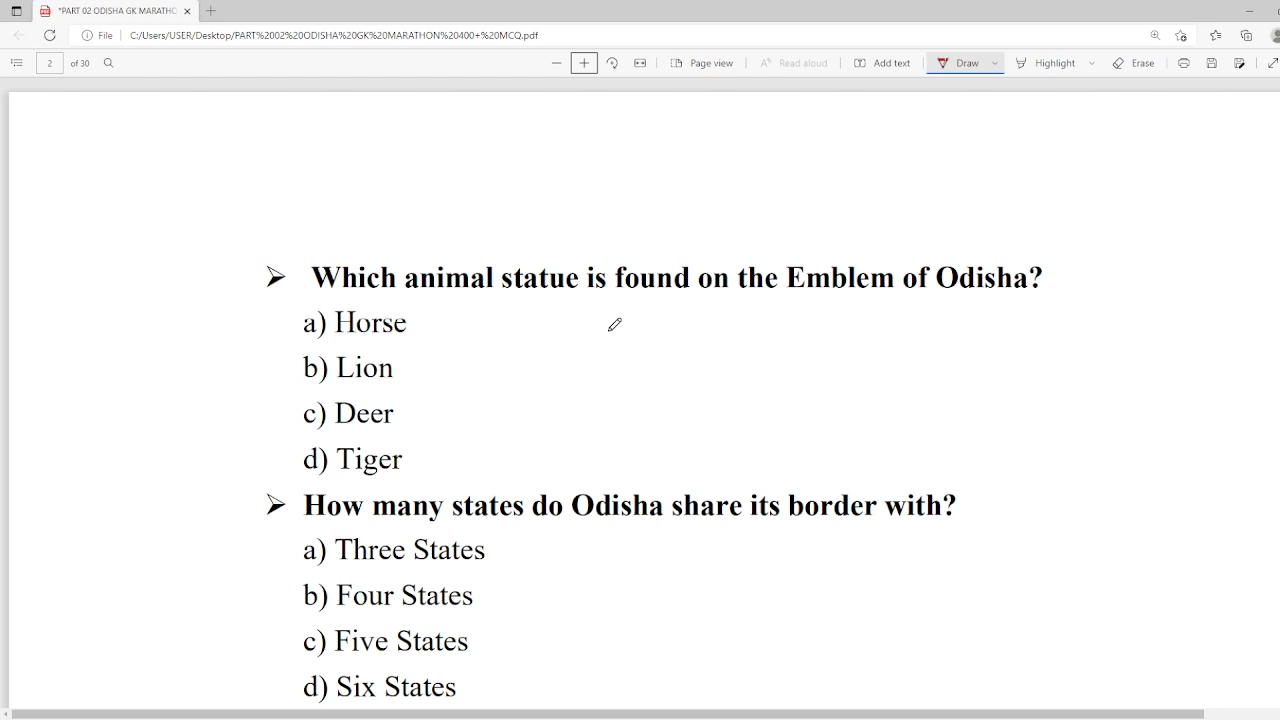 *PART 02 ODISHA GK MARATHO
File
C:/Users/USER/Desktop/PART%2002%20ODISHA%20GK%20MARATHON%20400+%20MCQ.pdf
2 of 30 Page view Read aloud Add text Draw Highlight Erase
➢ Which animal statue is found on the Emblem of Odisha?
a) Horse
b) Lion
c) Deer
d) Tiger
➢ How many states do Odisha share its border with?
a) Three States
b) Four States
c) Five States
d) Six States